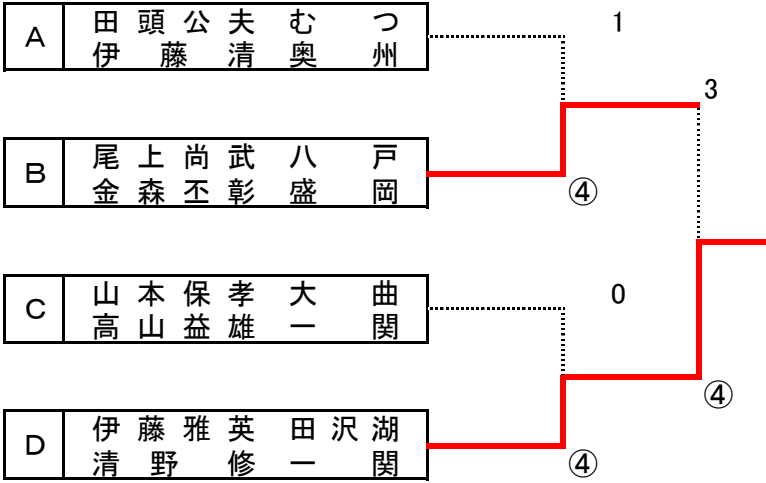 A 田頭公夫 むつ
伊藤清 奥州
1
3
B 尾上尚武 八戸
金森丕彰 盛岡
④
C 山本保孝 大曲
高山益雄 一関
0
④
D 伊藤雅英 田沢湖
清野修 一関
④